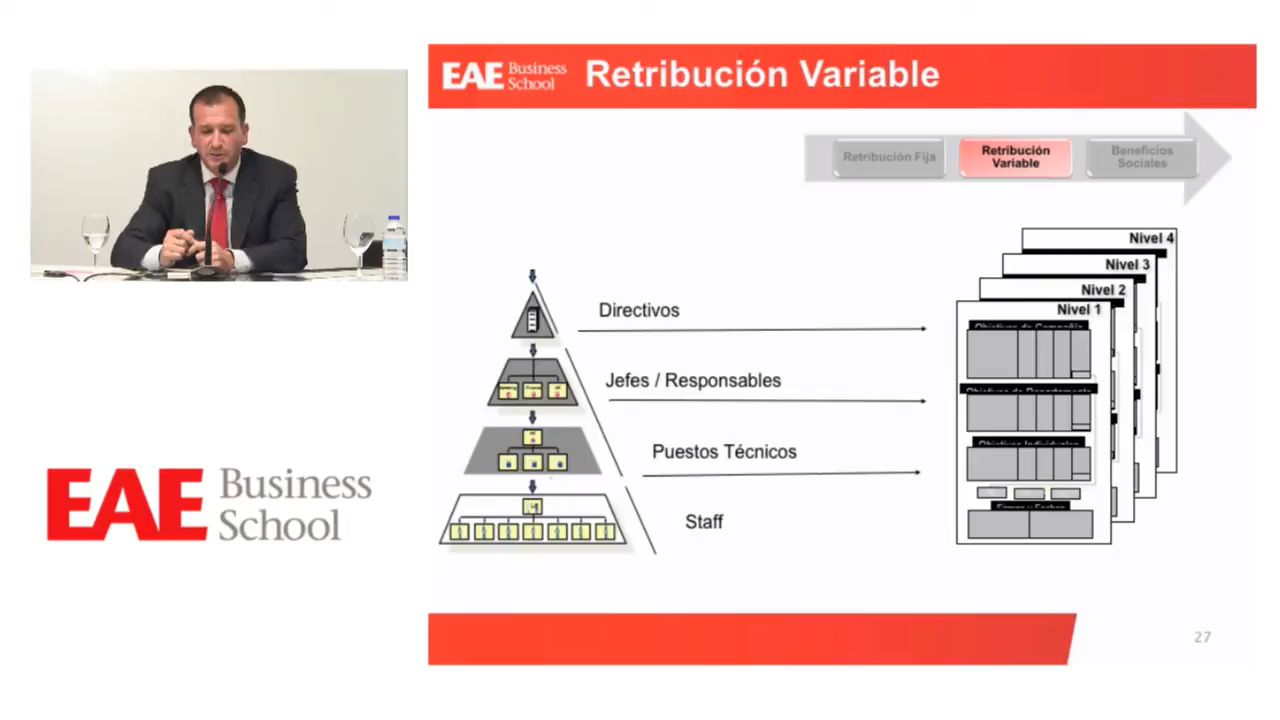 EAE Business School
Retribución Variable
Retribución Fija
Retribución Variable
Beneficios Sociales
Nivel 4
Nivel 3
Nivel 2
Nivel 1
Directivos
Jefes / Responsables
Puestos Técnicos
Staff
EAE Business School
27